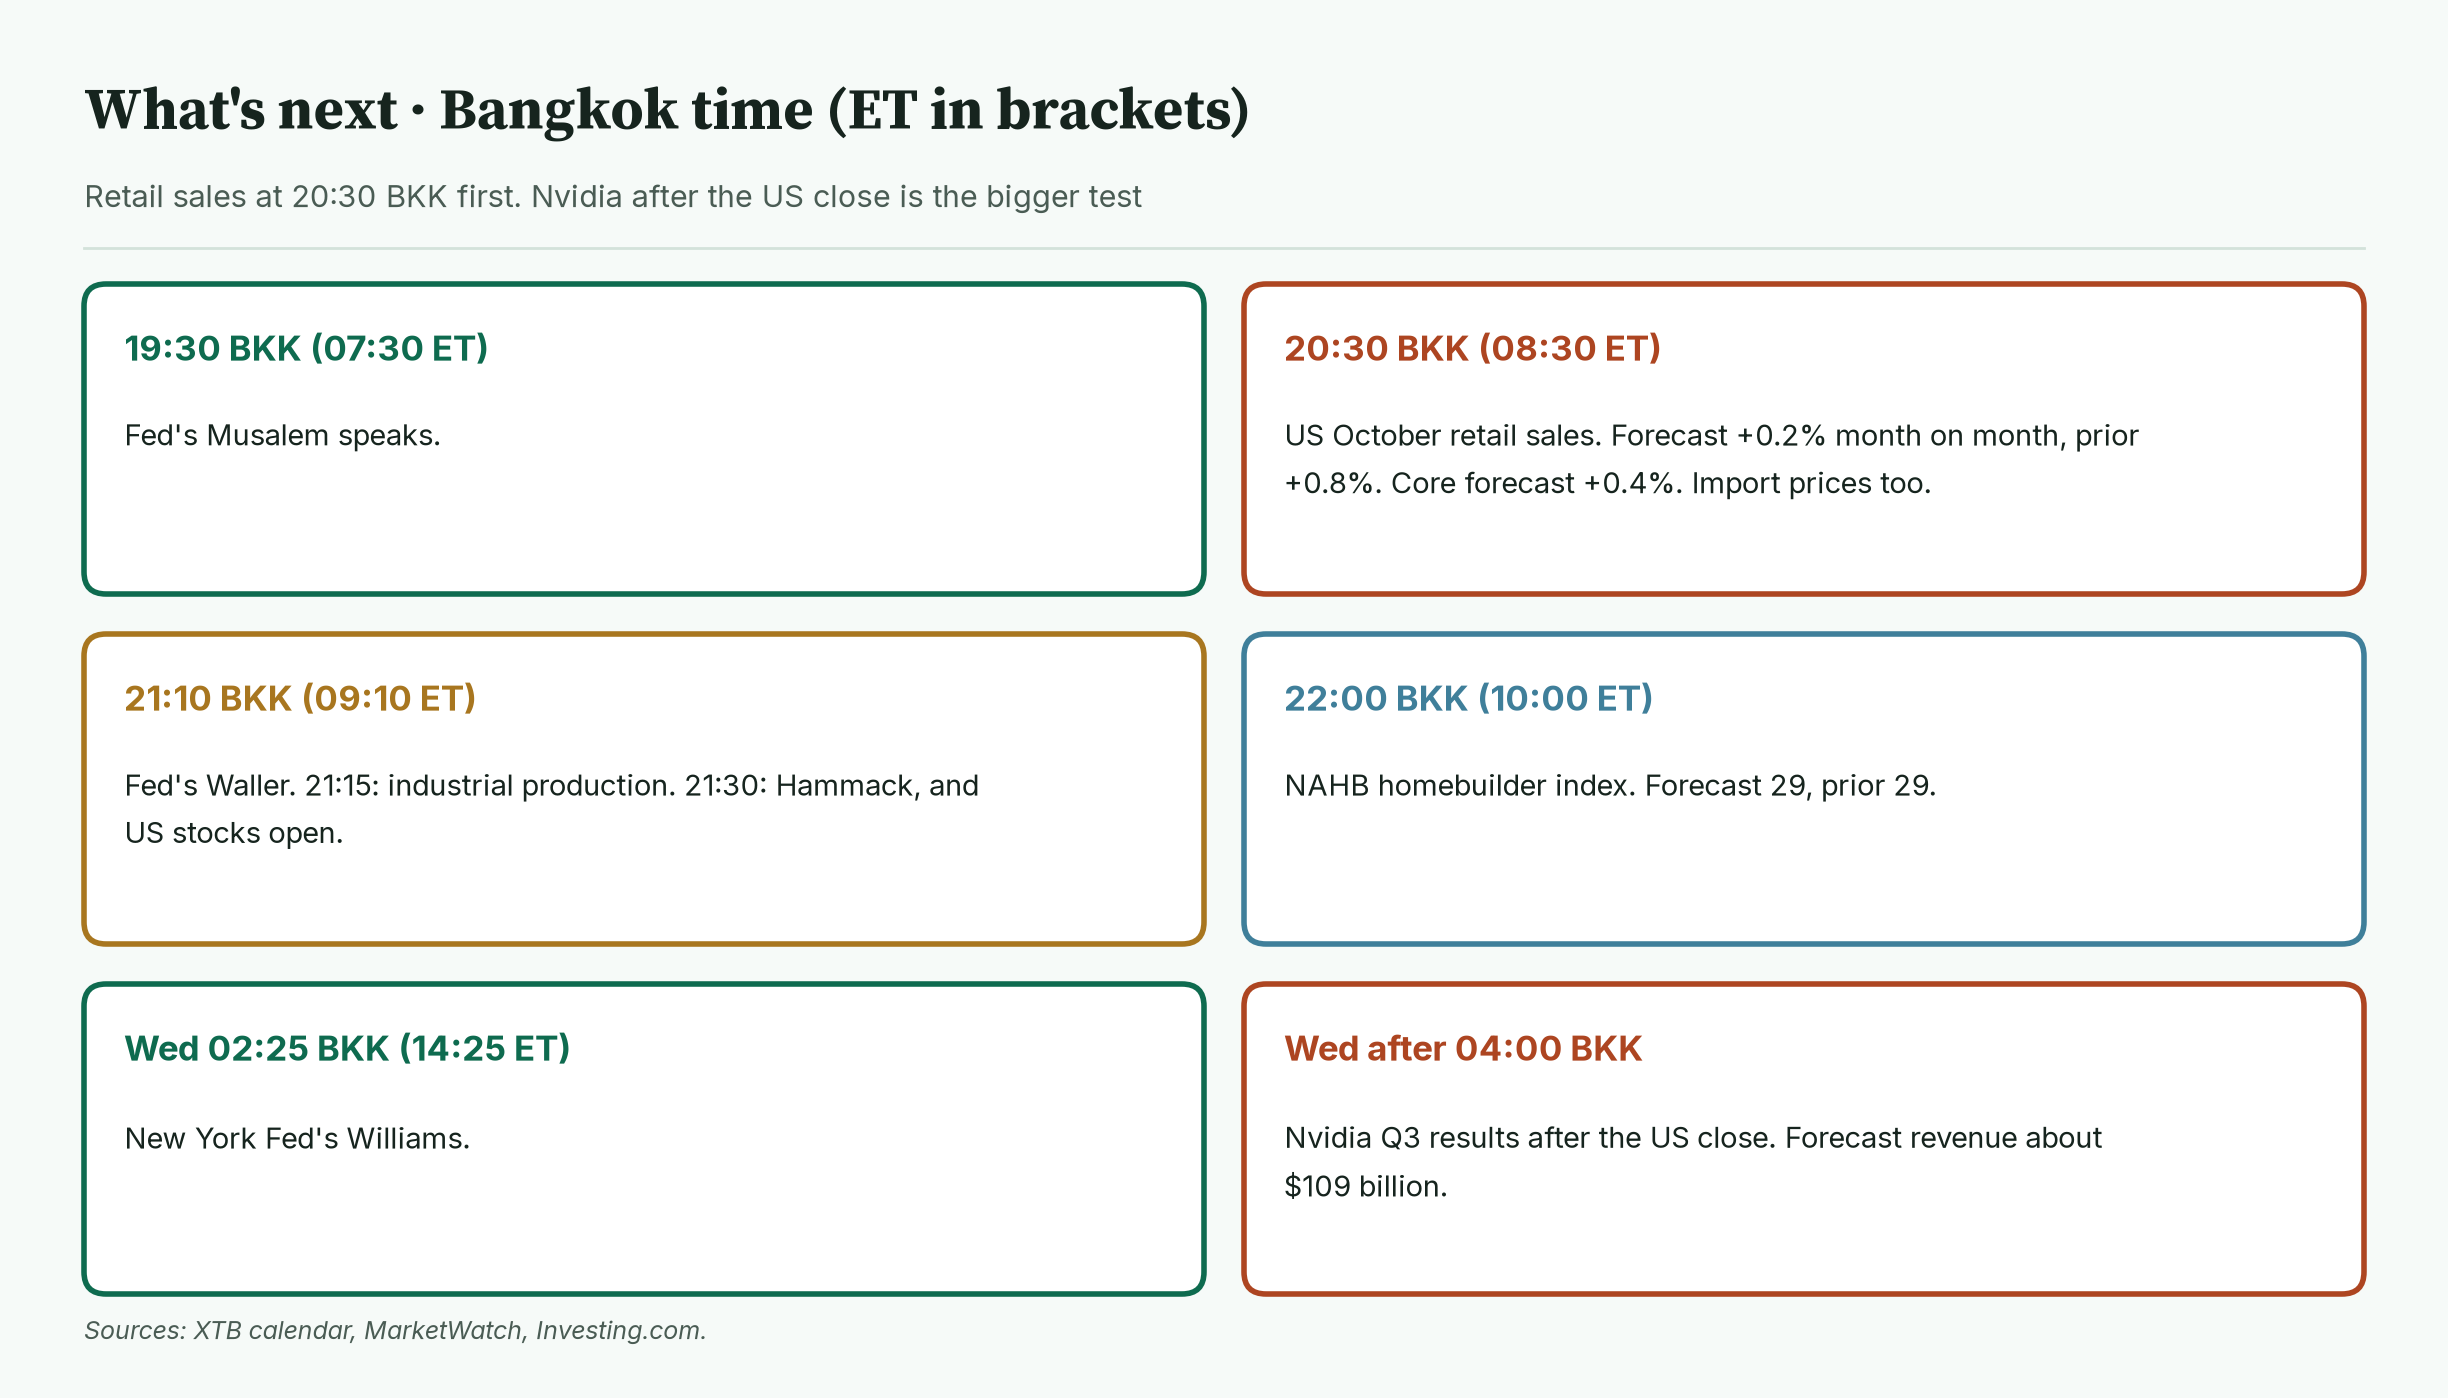 What's next · Bangkok time (ET in brackets)
Retail sales at 20:30 BKK first. Nvidia after the US close is the bigger test
19:30 BKK (07:30 ET)
Fed's Musalem speaks.
20:30 BKK (08:30 ET)
US October retail sales. Forecast +0.2% month on month, prior
+0.8%. Core forecast +0.4%. Import prices too.
21:10 BKK (09:10 ET)
Fed's Waller. 21:15: industrial production. 21:30: Hammack, and
US stocks open.
22:00 BKK (10:00 ET)
NAHB homebuilder index. Forecast 29, prior 29.
Wed 02:25 BKK (14:25 ET)
New York Fed's Williams.
Wed after 04:00 BKK
Nvidia Q3 results after the US close. Forecast revenue about
$109 billion.
Sources: XTB calendar, MarketWatch, Investing.com.